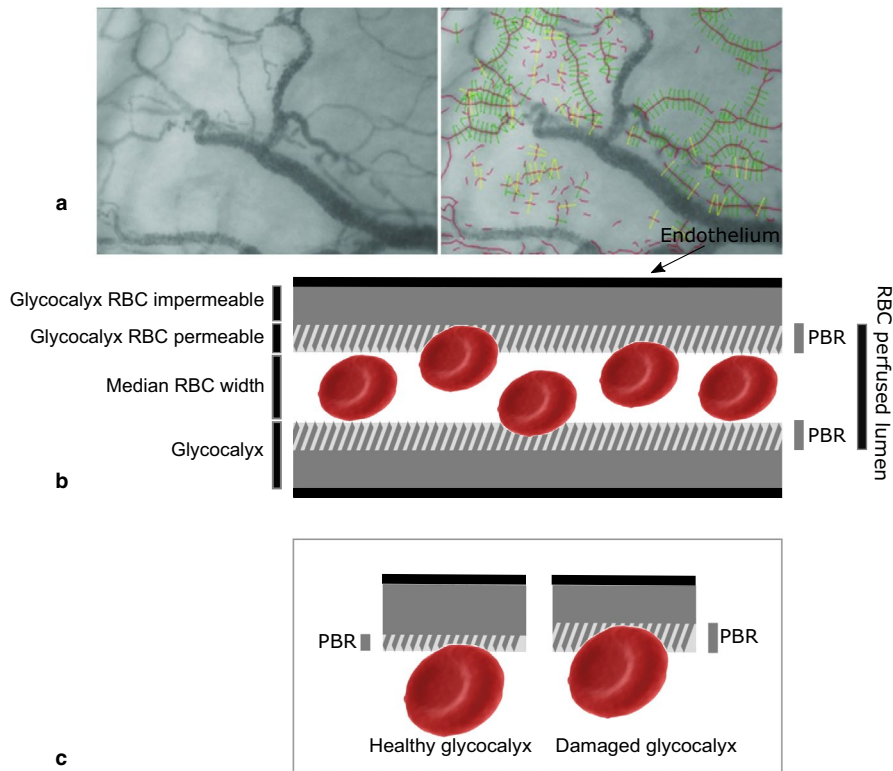 a
Endothelium
Glycocalyx RBC impermeable
Glycocalyx RBC permeable
Median RBC width
Glycocalyx
PBR
PBR
RBC perfused lumen
b
PBR
PBR
Healthy glycocalyx
Damaged glycocalyx
c